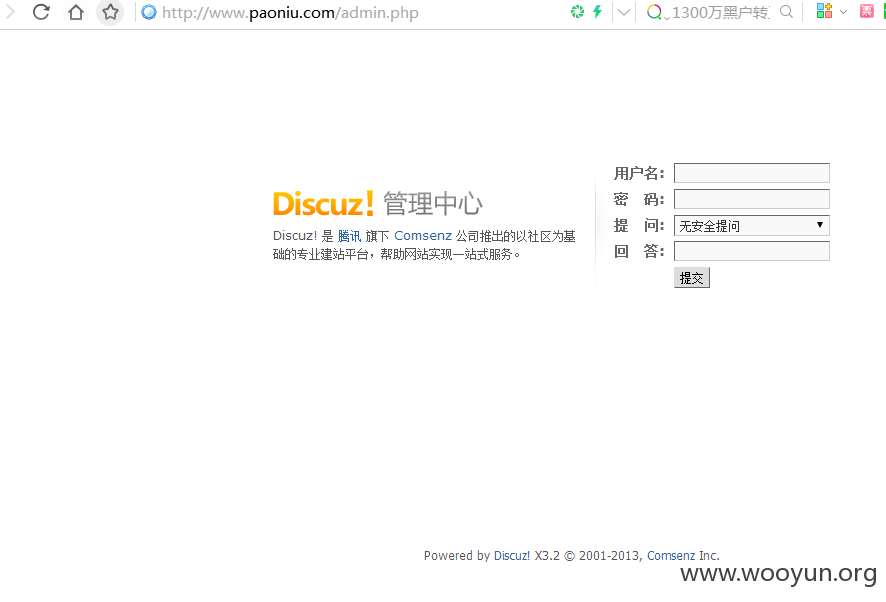 http://www.paoniu.com/admin.php
1300万黑户转
票
用户名：
密 码：
提 问： 无安全提问
回 答：
提交
Discuz! 管理中心
Discuz! 是 腾讯 旗下 Comsenz 公司推出的以社区为基
础的专业建站平台，帮助网站实现一站式服务。
Powered by Discuz! X3.2 © 2001-2013, Comsenz Inc.
www.wooyun.org